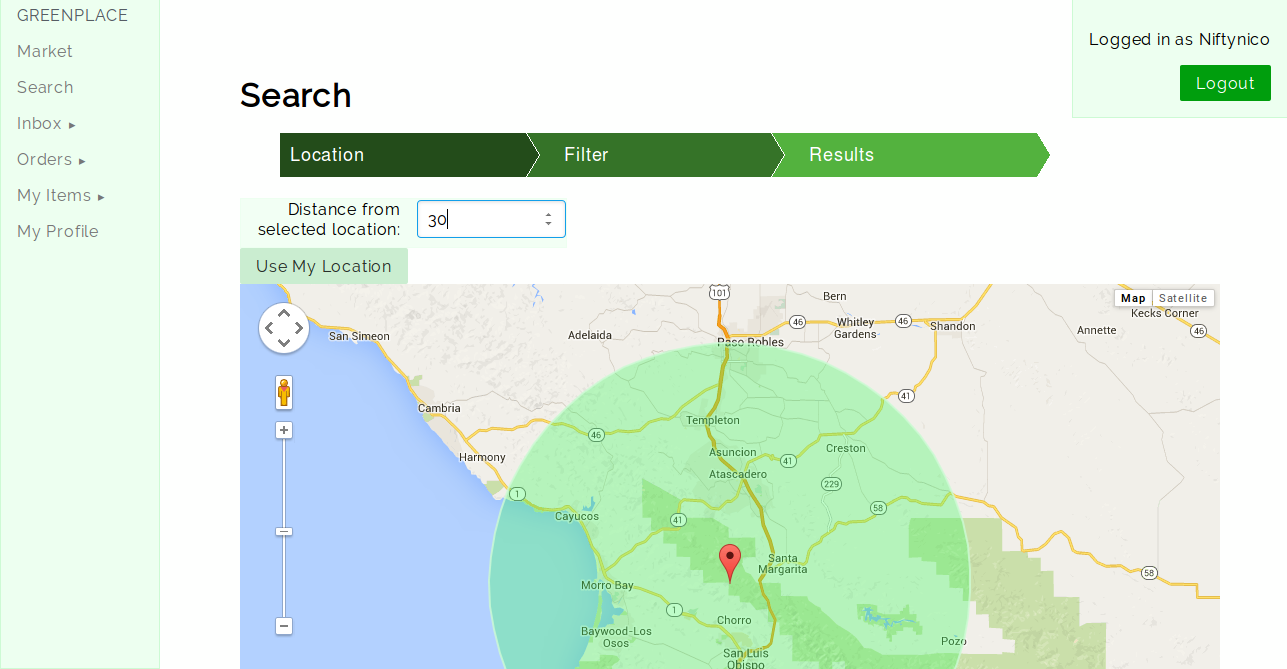 GREENPLACE
Market
Search
Inbox ▸
Orders ▸
My Items ▸
My Profile
Logged in as Niftynico
Logout
Search
Location
Filter
Results
Distance from
selected location:
30
Use My Location
Map
Satellite
101
Bern
Kecks Corner
46
Whitley
Gardens
46
Shandon
Annette
46
San Simeon
Adelaida
Paso Robles
41
Cambria
Templeton
46
Harmony
Asuncion
41
Creston
Atascadero
229
1
58
Cayucos
41
Santa
Margarita
58
Morro Bay
1
Chorro
Baywood-Los
Osos
Pozo
San Luis
Obispo